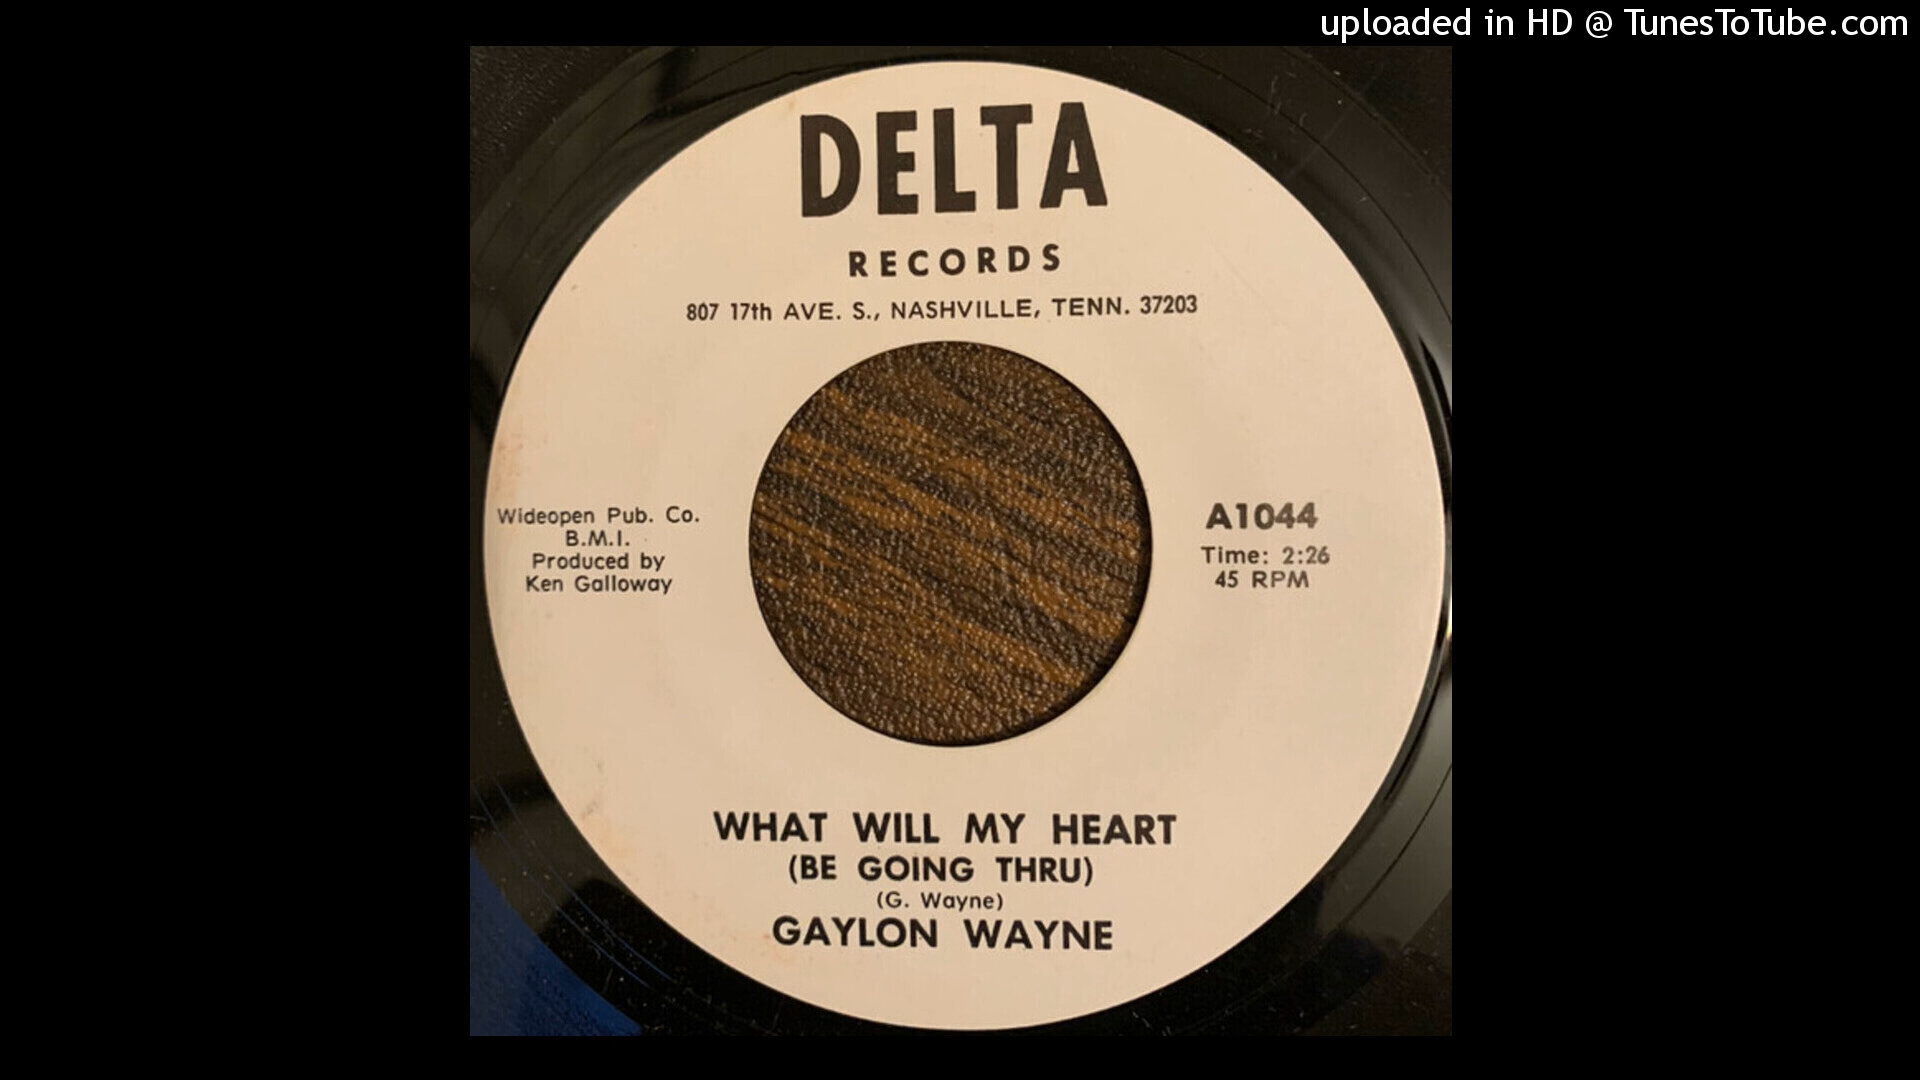 uploaded in HD @ TunesToTube.com
DELTA
RECORDS
807 17th AVE. S., NASHVILLE, TENN. 37203
Wideopen Pub. Co.
B.M.I.
Produced by
Ken Galloway
A1044
Time: 2:26
45 RPM
WHAT WILL MY HEART
(BE GOING THRU)
(G. Wayne)
GAYLON WAYNE